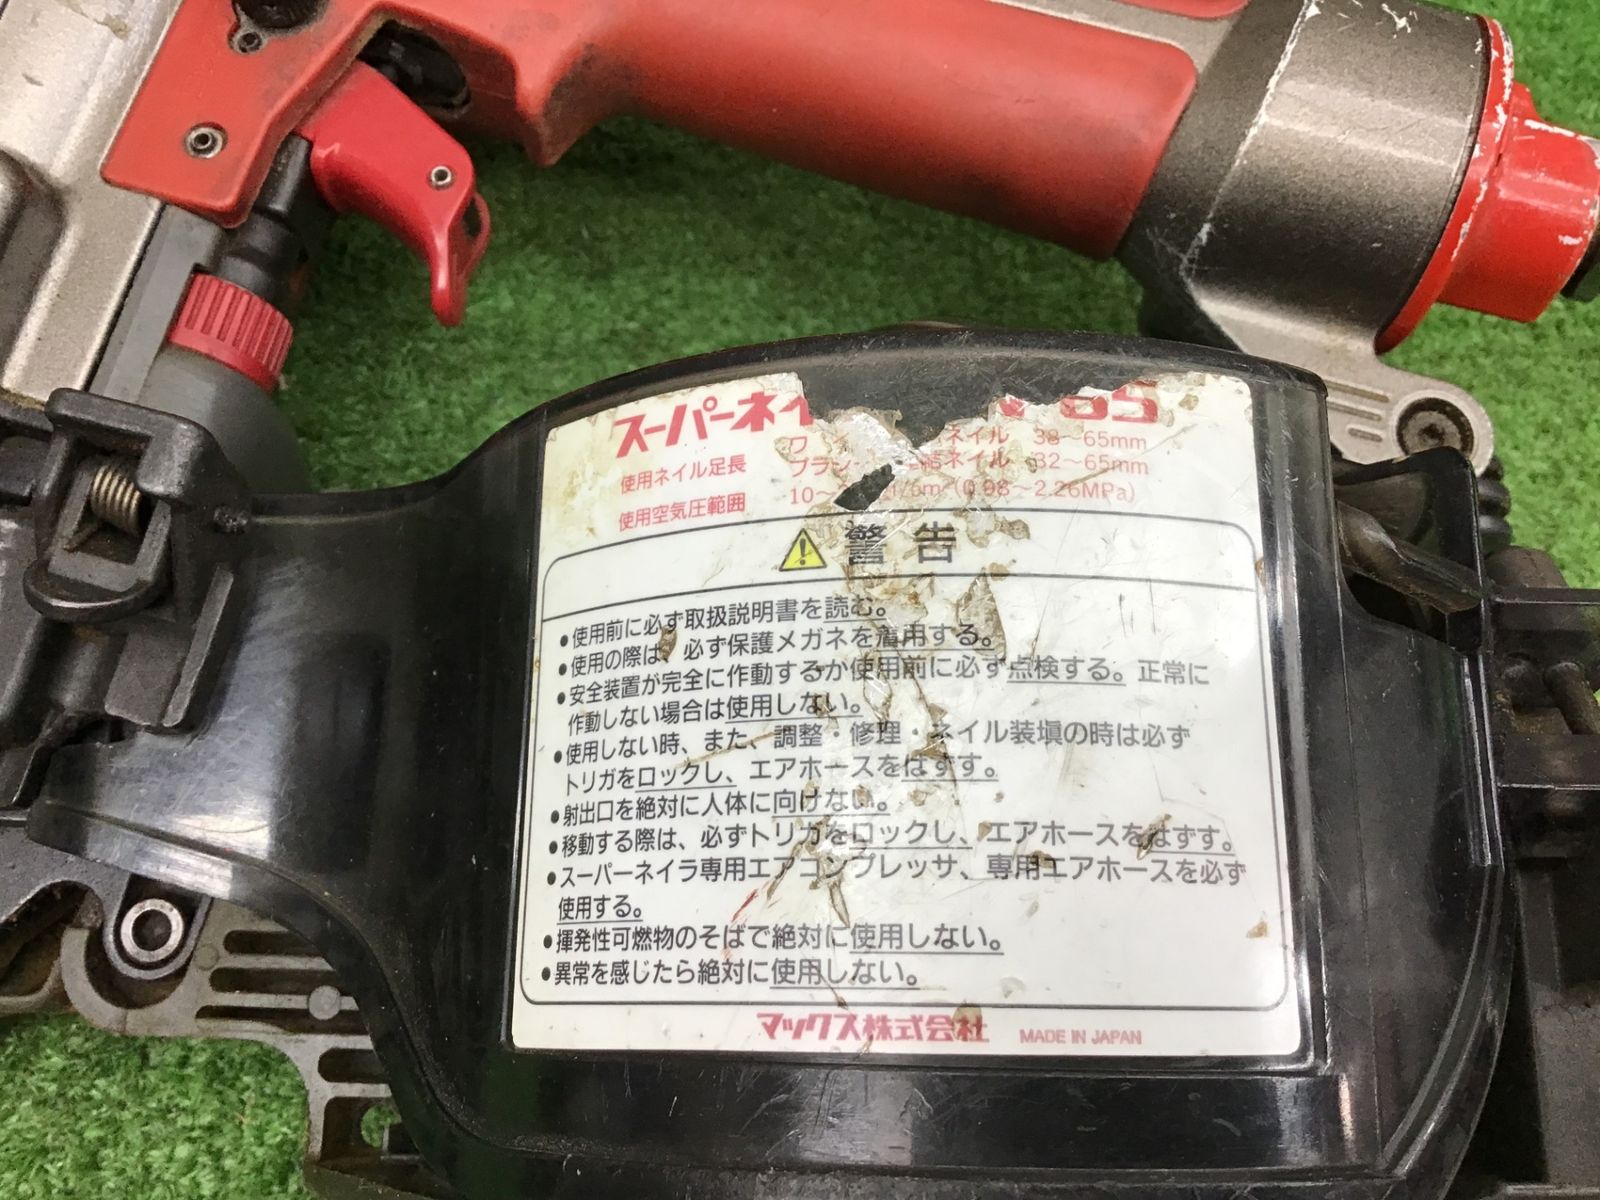 スーパーネイ 65
使用ネイル足長 ワ ネイル 38～65mm
プラシ 結ネイル 32～65mm
使用空気圧範囲 10～ (0.98～2.26MPa)
警告
●使用前に必ず取扱説明書を読む。
●使用の際は、必ず保護メガネを着用する。
●安全装置が完全に作動するか使用前に必ず点検する。正常に
作動しない場合は使用しない。
●使用しない時、また、調整・修理・ネイル装填の時は必ず
トリガをロックし、エアホースをはずす。
●射出口を絶対に人体に向けない。
●移動する際は、必ずトリガをロックし、エアホースをはずす。
●スーパーネイラ専用エアコンプレッサ、専用エアホースを必ず
使用する。
●揮発性可燃物のそばで絶対に使用しない。
●異常を感じたら絶対に使用しない。
マックス株式会社 MADE IN JAPAN